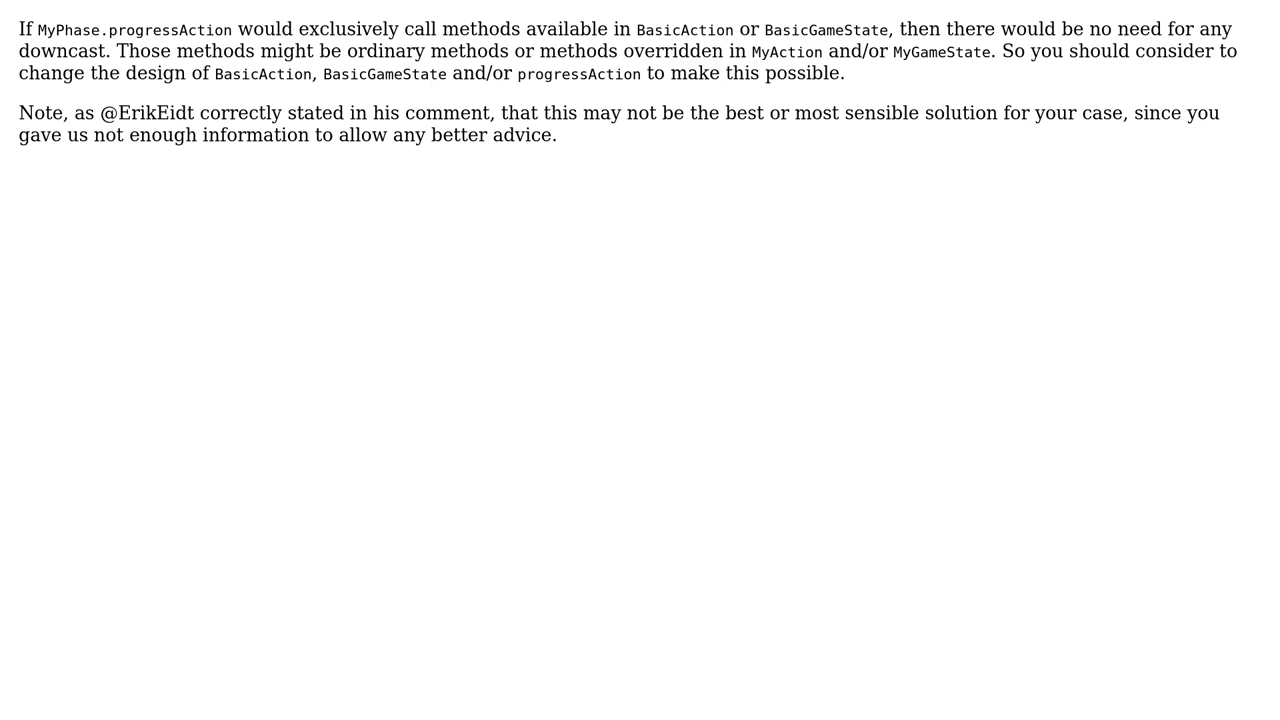 If MyPhase.progressAction would exclusively call methods available in BasicAction or BasicGameState, then there would be no need for any
downcast. Those methods might be ordinary methods or methods overridden in MyAction and/or MyGameState. So you should consider to
change the design of BasicAction, BasicGameState and/or progressAction to make this possible.
Note, as @ErikEidt correctly stated in his comment, that this may not be the best or most sensible solution for your case, since you
gave us not enough information to allow any better advice.